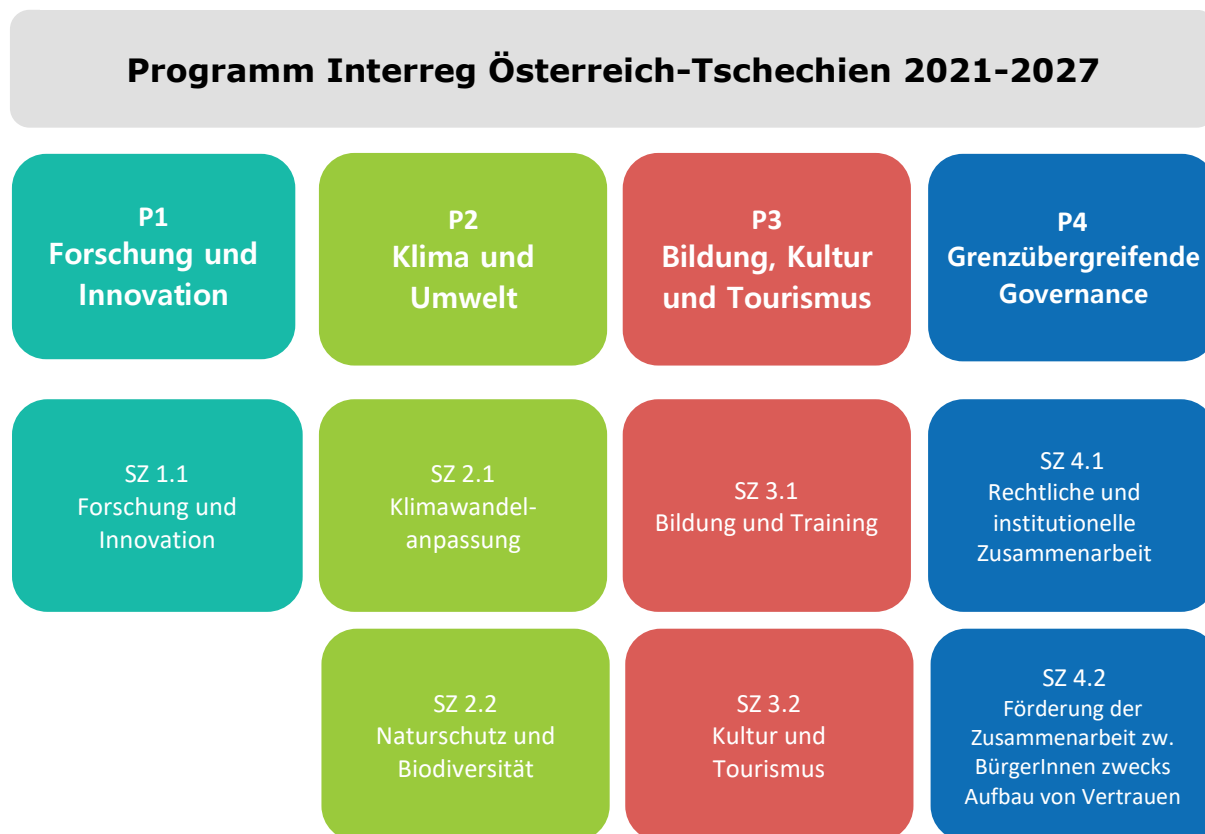 Programm Interreg Österreich-Tschechien 2021-2027
P1
Forschung und
Innovation
P2
Klima und
Umwelt
P3
Bildung, Kultur
und Tourismus
P4
Grenzübergreifende
Governance
SZ 1.1
Forschung und
Innovation
SZ 2.1
Klimawandel-
anpassung
SZ 3.1
Bildung und Training
SZ 4.1
Rechtliche und
institutionelle
Zusammenarbeit
SZ 2.2
Naturschutz und
Biodiversität
SZ 3.2
Kultur und
Tourismus
SZ 4.2
Förderung der
Zusammenarbeit zw.
BürgerInnen zwecks
Aufbau von Vertrauen